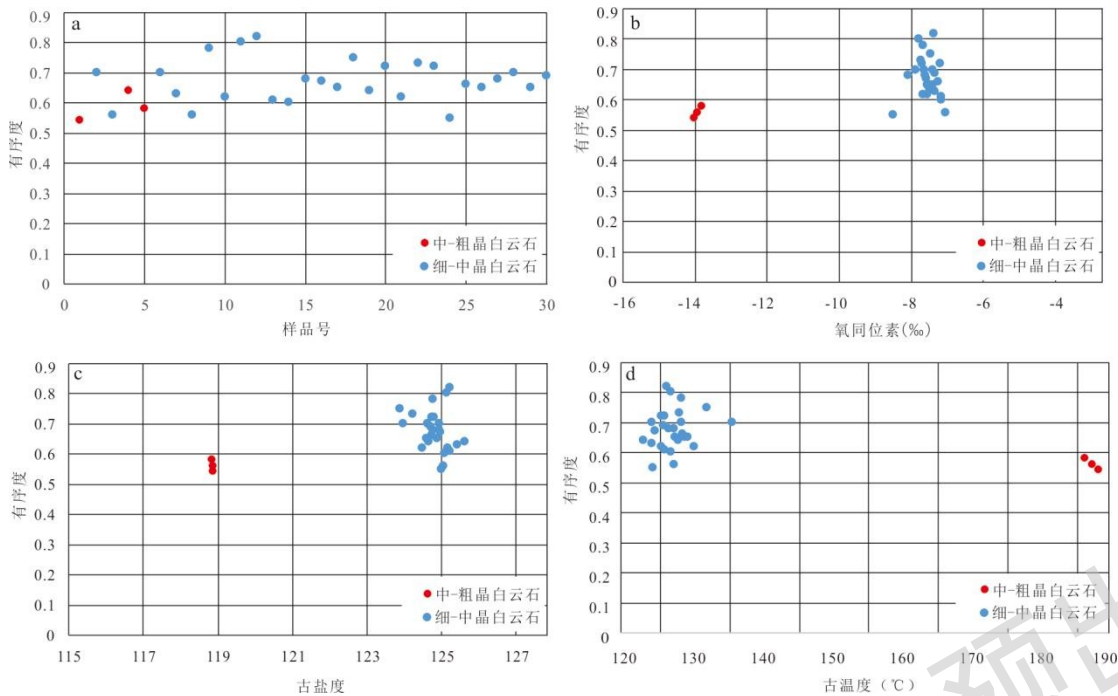 a
0.9
0.8
0.7
0.6
0.5
0.4
0.3
0.2
0.1
0
有序度
中-粗晶白云石
细-中晶白云石
0 5 10 15 20 25 30
样品号
b
0.9
0.8
0.7
0.6
0.5
0.4
0.3
0.2
0.1
0
有序度
中-粗晶白云石
细-中晶白云石
-16 -14 -12 -10 -8 -6 -4
氧同位素(‰)
c
0.9
0.8
0.7
0.6
0.5
0.4
0.3
0.2
0.1
0
有序度
中-粗晶白云石
细-中晶白云石
115 117 119 121 123 125 127
古盐度
d
0.9
0.8
0.7
0.6
0.5
0.4
0.3
0.2
0.1
0
有序度
中-粗晶白云石
细-中晶白云石
120 130 140 150 160 170 180 190
古温度（℃）